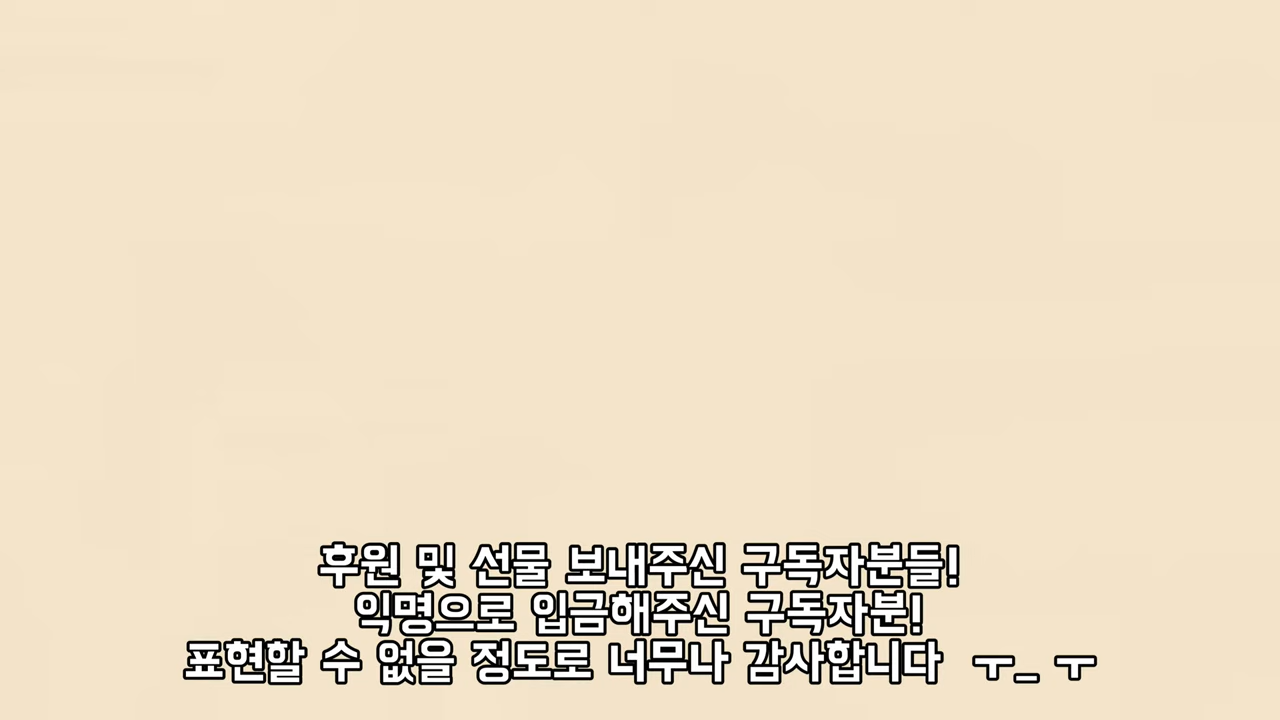 후원 및 선물 보내주신 구독자분들!
익명으로 입금해주신 구독자분!
표현할 수 없을 정도로 너무나 감사합니다 ㅜ_ ㅜ